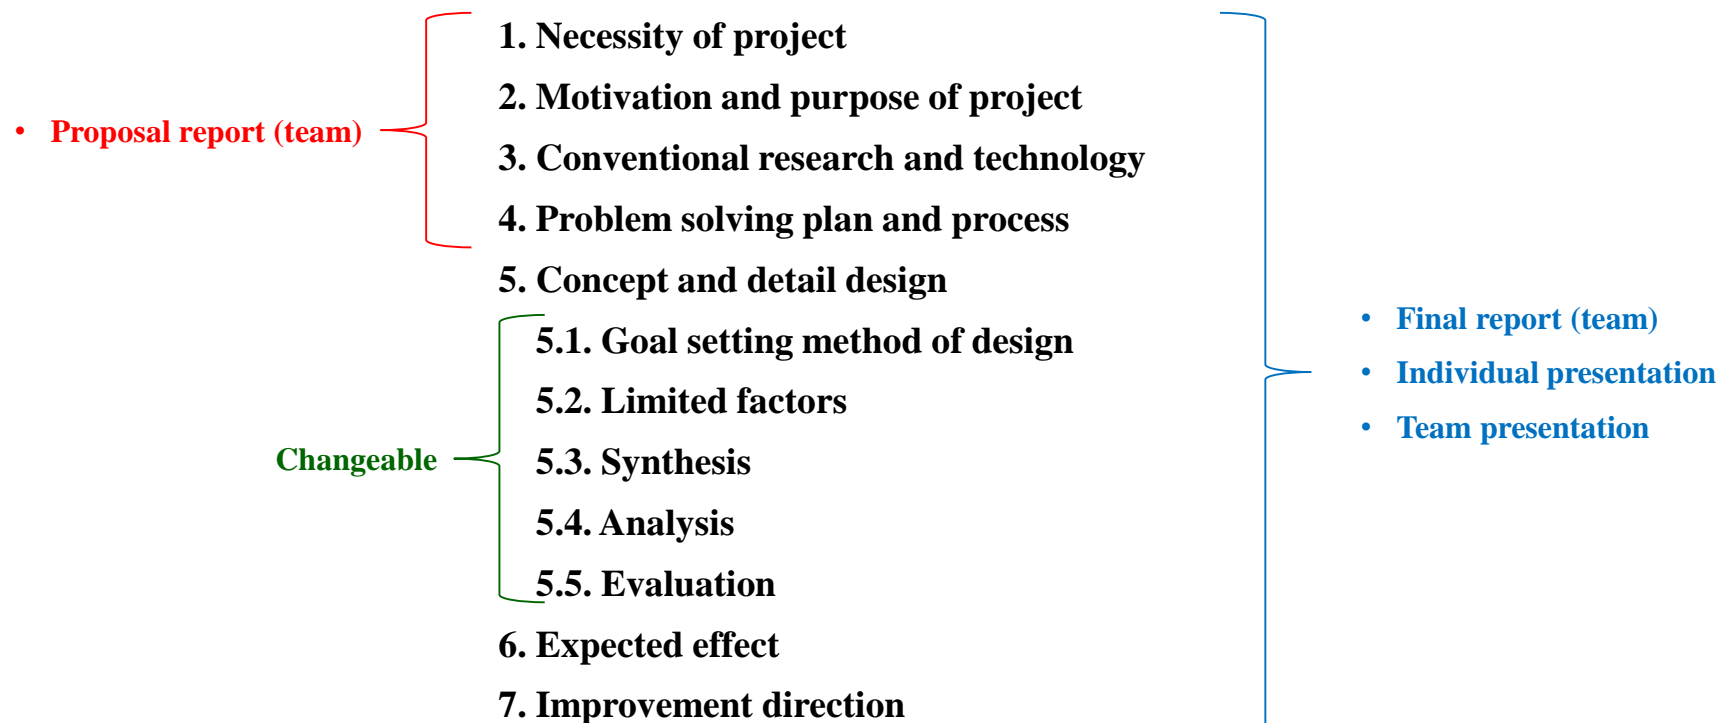 1. Necessity of project
2. Motivation and purpose of project
• Proposal report (team)
3. Conventional research and technology
4. Problem solving plan and process
5. Concept and detail design
5.1. Goal setting method of design
5.2. Limited factors
Changeable
5.3. Synthesis
5.4. Analysis
5.5. Evaluation
6. Expected effect
7. Improvement direction
• Final report (team)
• Individual presentation
• Team presentation